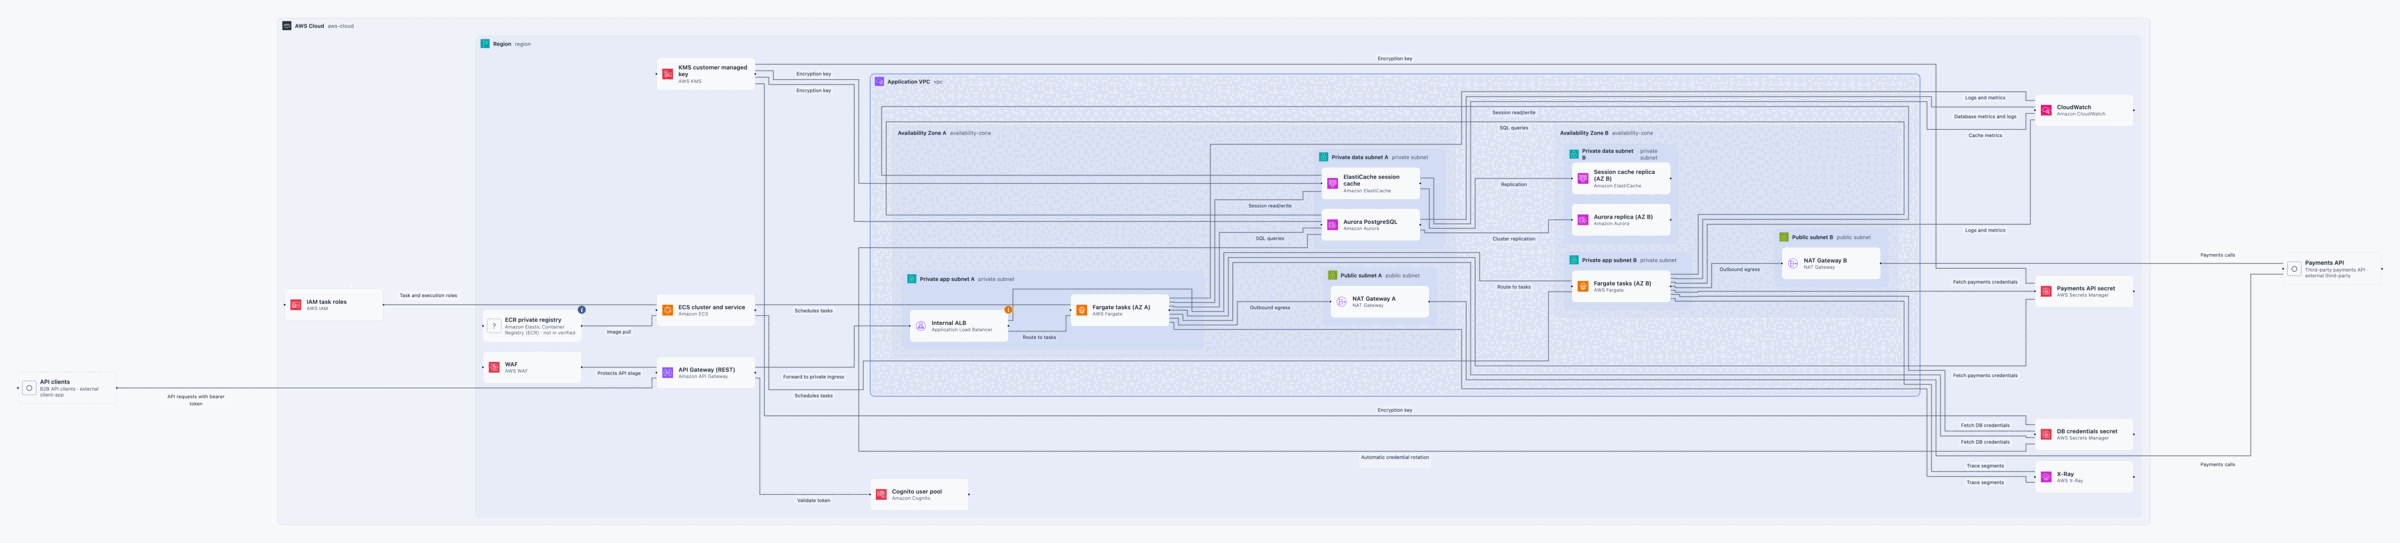 AWS Cloud aws-cloud
Region region
KMS customer managed
key
AWS KMS
Encryption key
Encryption key
Encryption key
Application VPC vpc
Availability Zone A availability-zone
Private data subnet A private subnet
ElastiCache session
cache
Amazon ElastiCache
Aurora PostgreSQL
Amazon Aurora
Session read/write
SQL queries
Session read/write
SQL queries
Replication
Cluster replication
Availability Zone B availability-zone
Private data subnet
B
private
subnet
Session cache replica
(AZ B)
Amazon ElastiCache
Aurora replica (AZ B)
Amazon Aurora
Public subnet B public subnet
NAT Gateway B
NAT Gateway
Private app subnet B private subnet
Fargate tasks (AZ B)
AWS Fargate
Outbound egress
Route to tasks
Private app subnet A private subnet
Internal ALB
Application Load Balancer
Route to tasks
Fargate tasks (AZ A)
AWS Fargate
Outbound egress
Public subnet A public subnet
NAT Gateway A
NAT Gateway
Logs and metrics
Database metrics and logs
Cache metrics
CloudWatch
Amazon CloudWatch
Logs and metrics
Payments calls
Payments API
Third-party payments API ·
external third-party
Fetch payments credentials
Payments API secret
AWS Secrets Manager
Fetch payments credentials
IAM task roles
AWS IAM
Task and execution roles
ECR private registry
Amazon Elastic Container
Registry (ECR) · not in verified
Image pull
ECS cluster and service
Amazon ECS
Schedules tasks
WAF
AWS WAF
Protects API stage
API Gateway (REST)
Amazon API Gateway
Forward to private ingress
Schedules tasks
API clients
B2B API clients · external
client-app
API requests with bearer
token
Encryption key
Fetch DB credentials
Fetch DB credentials
DB credentials secret
AWS Secrets Manager
Automatic credential rotation
Payments calls
Trace segments
Trace segments
X-Ray
AWS X-Ray
Validate token
Cognito user pool
Amazon Cognito